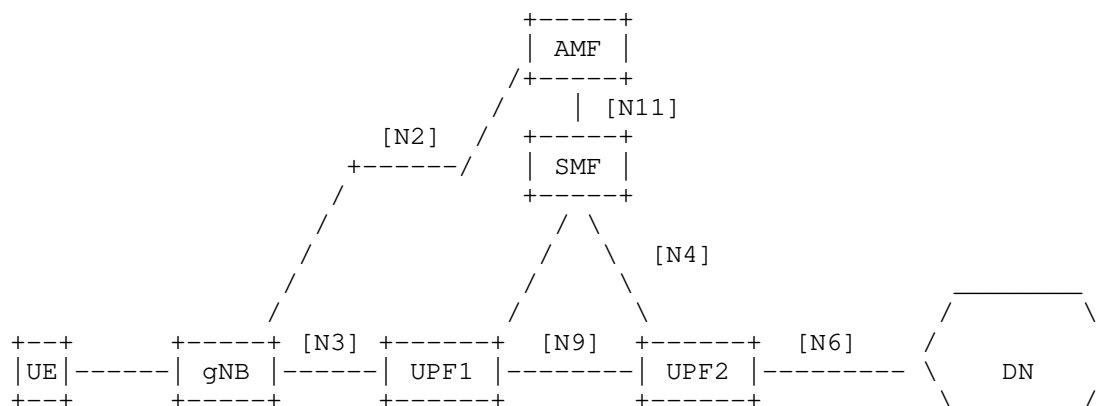 AMF
[N11]
[N2]
SMF
[N4]
[N3] [N9] [N6]
UE gNB UPF1 UPF2 DN